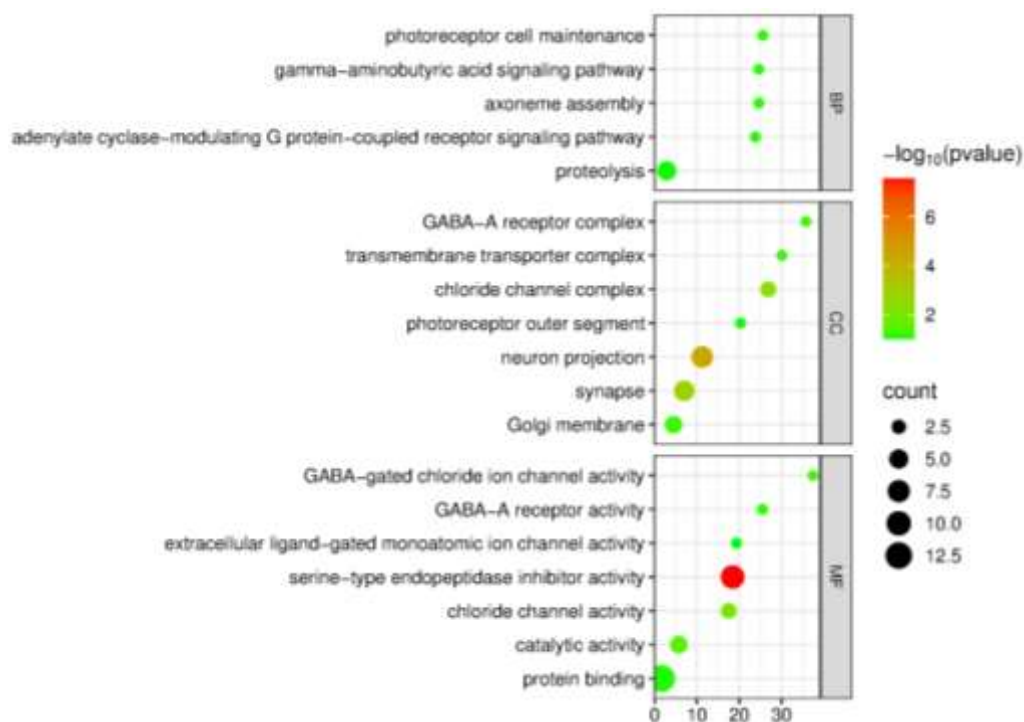 photoreceptor cell maintenance
gamma−aminobutyric acid signaling pathway
axoneme assembly
adenylate cyclase−modulating G protein−coupled receptor signaling pathway
proteolysis
BP
GABA−A receptor complex
transmembrane transporter complex
chloride channel complex
photoreceptor outer segment
neuron projection
synapse
Golgi membrane
CC
GABA−gated chloride ion channel activity
GABA−A receptor activity
extracellular ligand−gated monoatomic ion channel activity
serine−type endopeptidase inhibitor activity
chloride channel activity
catalytic activity
protein binding
MF
0 10 20 30
−log₁₀(pvalue)
6
4
2
count
2.5
5.0
7.5
10.0
12.5